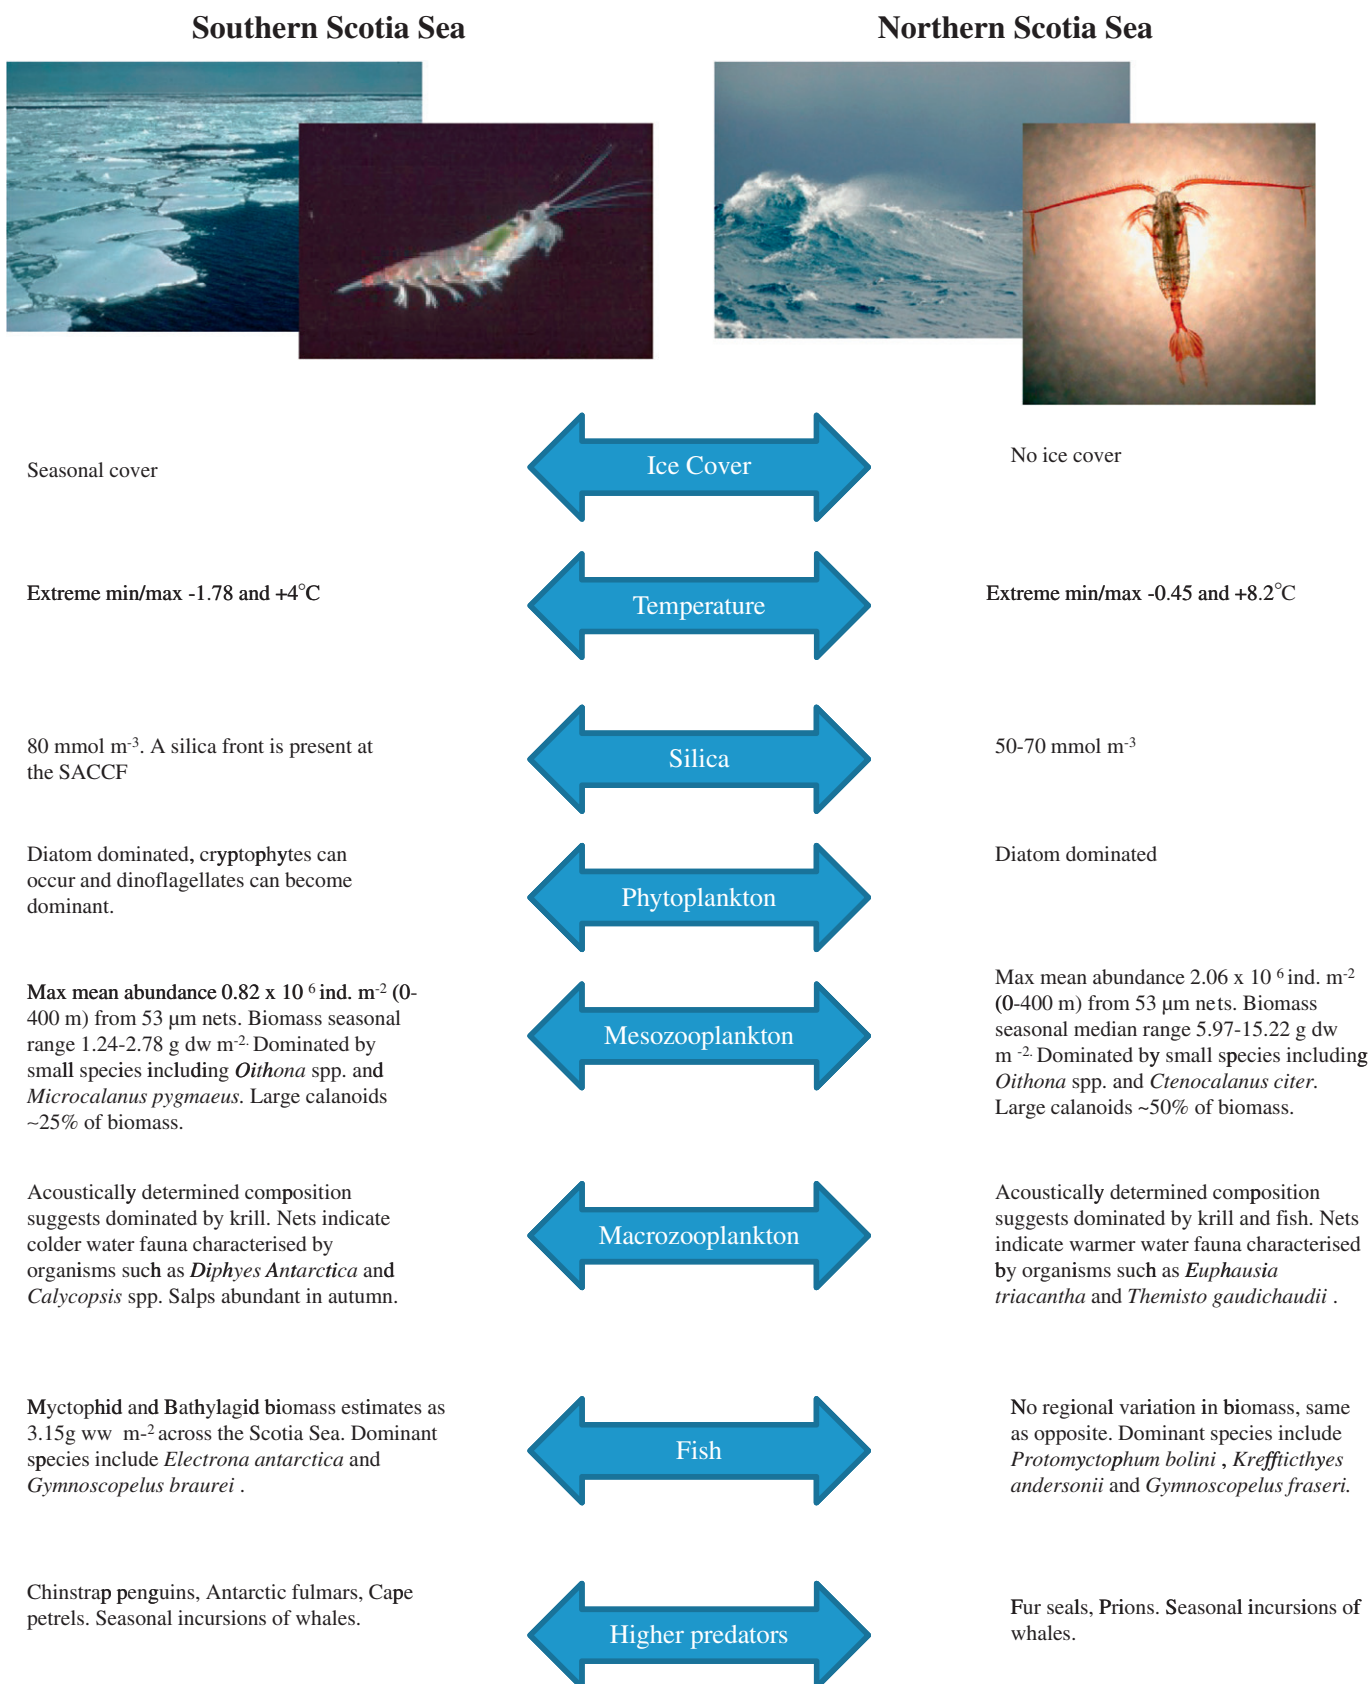 Southern Scotia Sea
Northern Scotia Sea
Seasonal cover
Ice Cover
No ice cover
Extreme min/max -1.78 and +4°C
Temperature
Extreme min/max -0.45 and +8.2°C
80 mmol m-3. A silica front is present at
the SACCF
Silica
50-70 mmol m-3
Diatom dominated, cryptophytes can
occur and dinoflagellates can become
dominant.
Phytoplankton
Diatom dominated
Max mean abundance 0.82 x 10 6 ind. m-2 (0-
400 m) from 53 μm nets. Biomass seasonal
range 1.24-2.78 g dw m-2. Dominated by
small species including Oithona spp. and
Microcalanus pygmaeus. Large calanoids
~25% of biomass.
Mesozooplankton
Max mean abundance 2.06 x 10 6 ind. m-2
(0-400 m) from 53 μm nets. Biomass
seasonal median range 5.97-15.22 g dw
m -2. Dominated by small species including
Oithona spp. and Ctenocalanus citer.
Large calanoids ~50% of biomass.
Acoustically determined composition
suggests dominated by krill. Nets indicate
colder water fauna characterised by
organisms such as Diphyes Antarctica and
Calycopsis spp. Salps abundant in autumn.
Macrozooplankton
Acoustically determined composition
suggests dominated by krill and fish. Nets
indicate warmer water fauna characterised
by organisms such as Euphausia
triacantha and Themisto gaudichaudii .
Myctophid and Bathylagid biomass estimates as
3.15g ww m-2 across the Scotia Sea. Dominant
species include Electrona antarctica and
Gymnoscopelus braurei .
Fish
No regional variation in biomass, same
as opposite. Dominant species include
Protomyctophum bolini , Krefftichthyes
andersonii and Gymnoscopelus fraseri.
Chinstrap penguins, Antarctic fulmars, Cape
petrels. Seasonal incursions of whales.
Higher predators
Fur seals, Prions. Seasonal incursions of
whales.